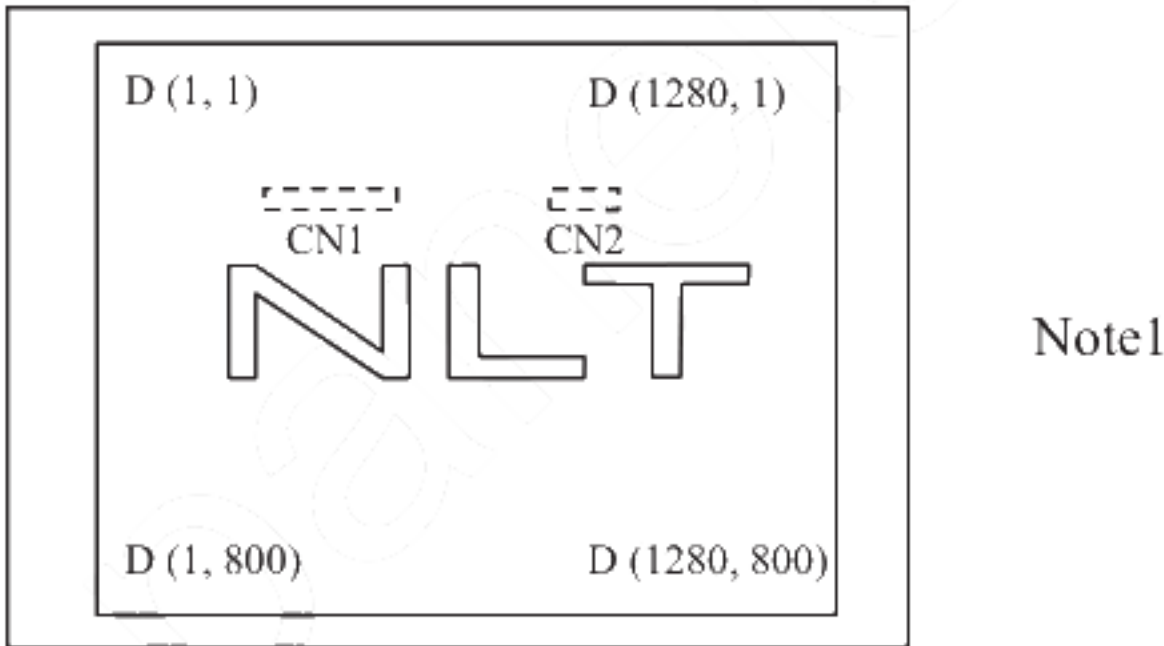 D (1, 1) D (1280, 1)
CN1 CN2
NLT
Note1
D (1, 800) D (1280, 800)